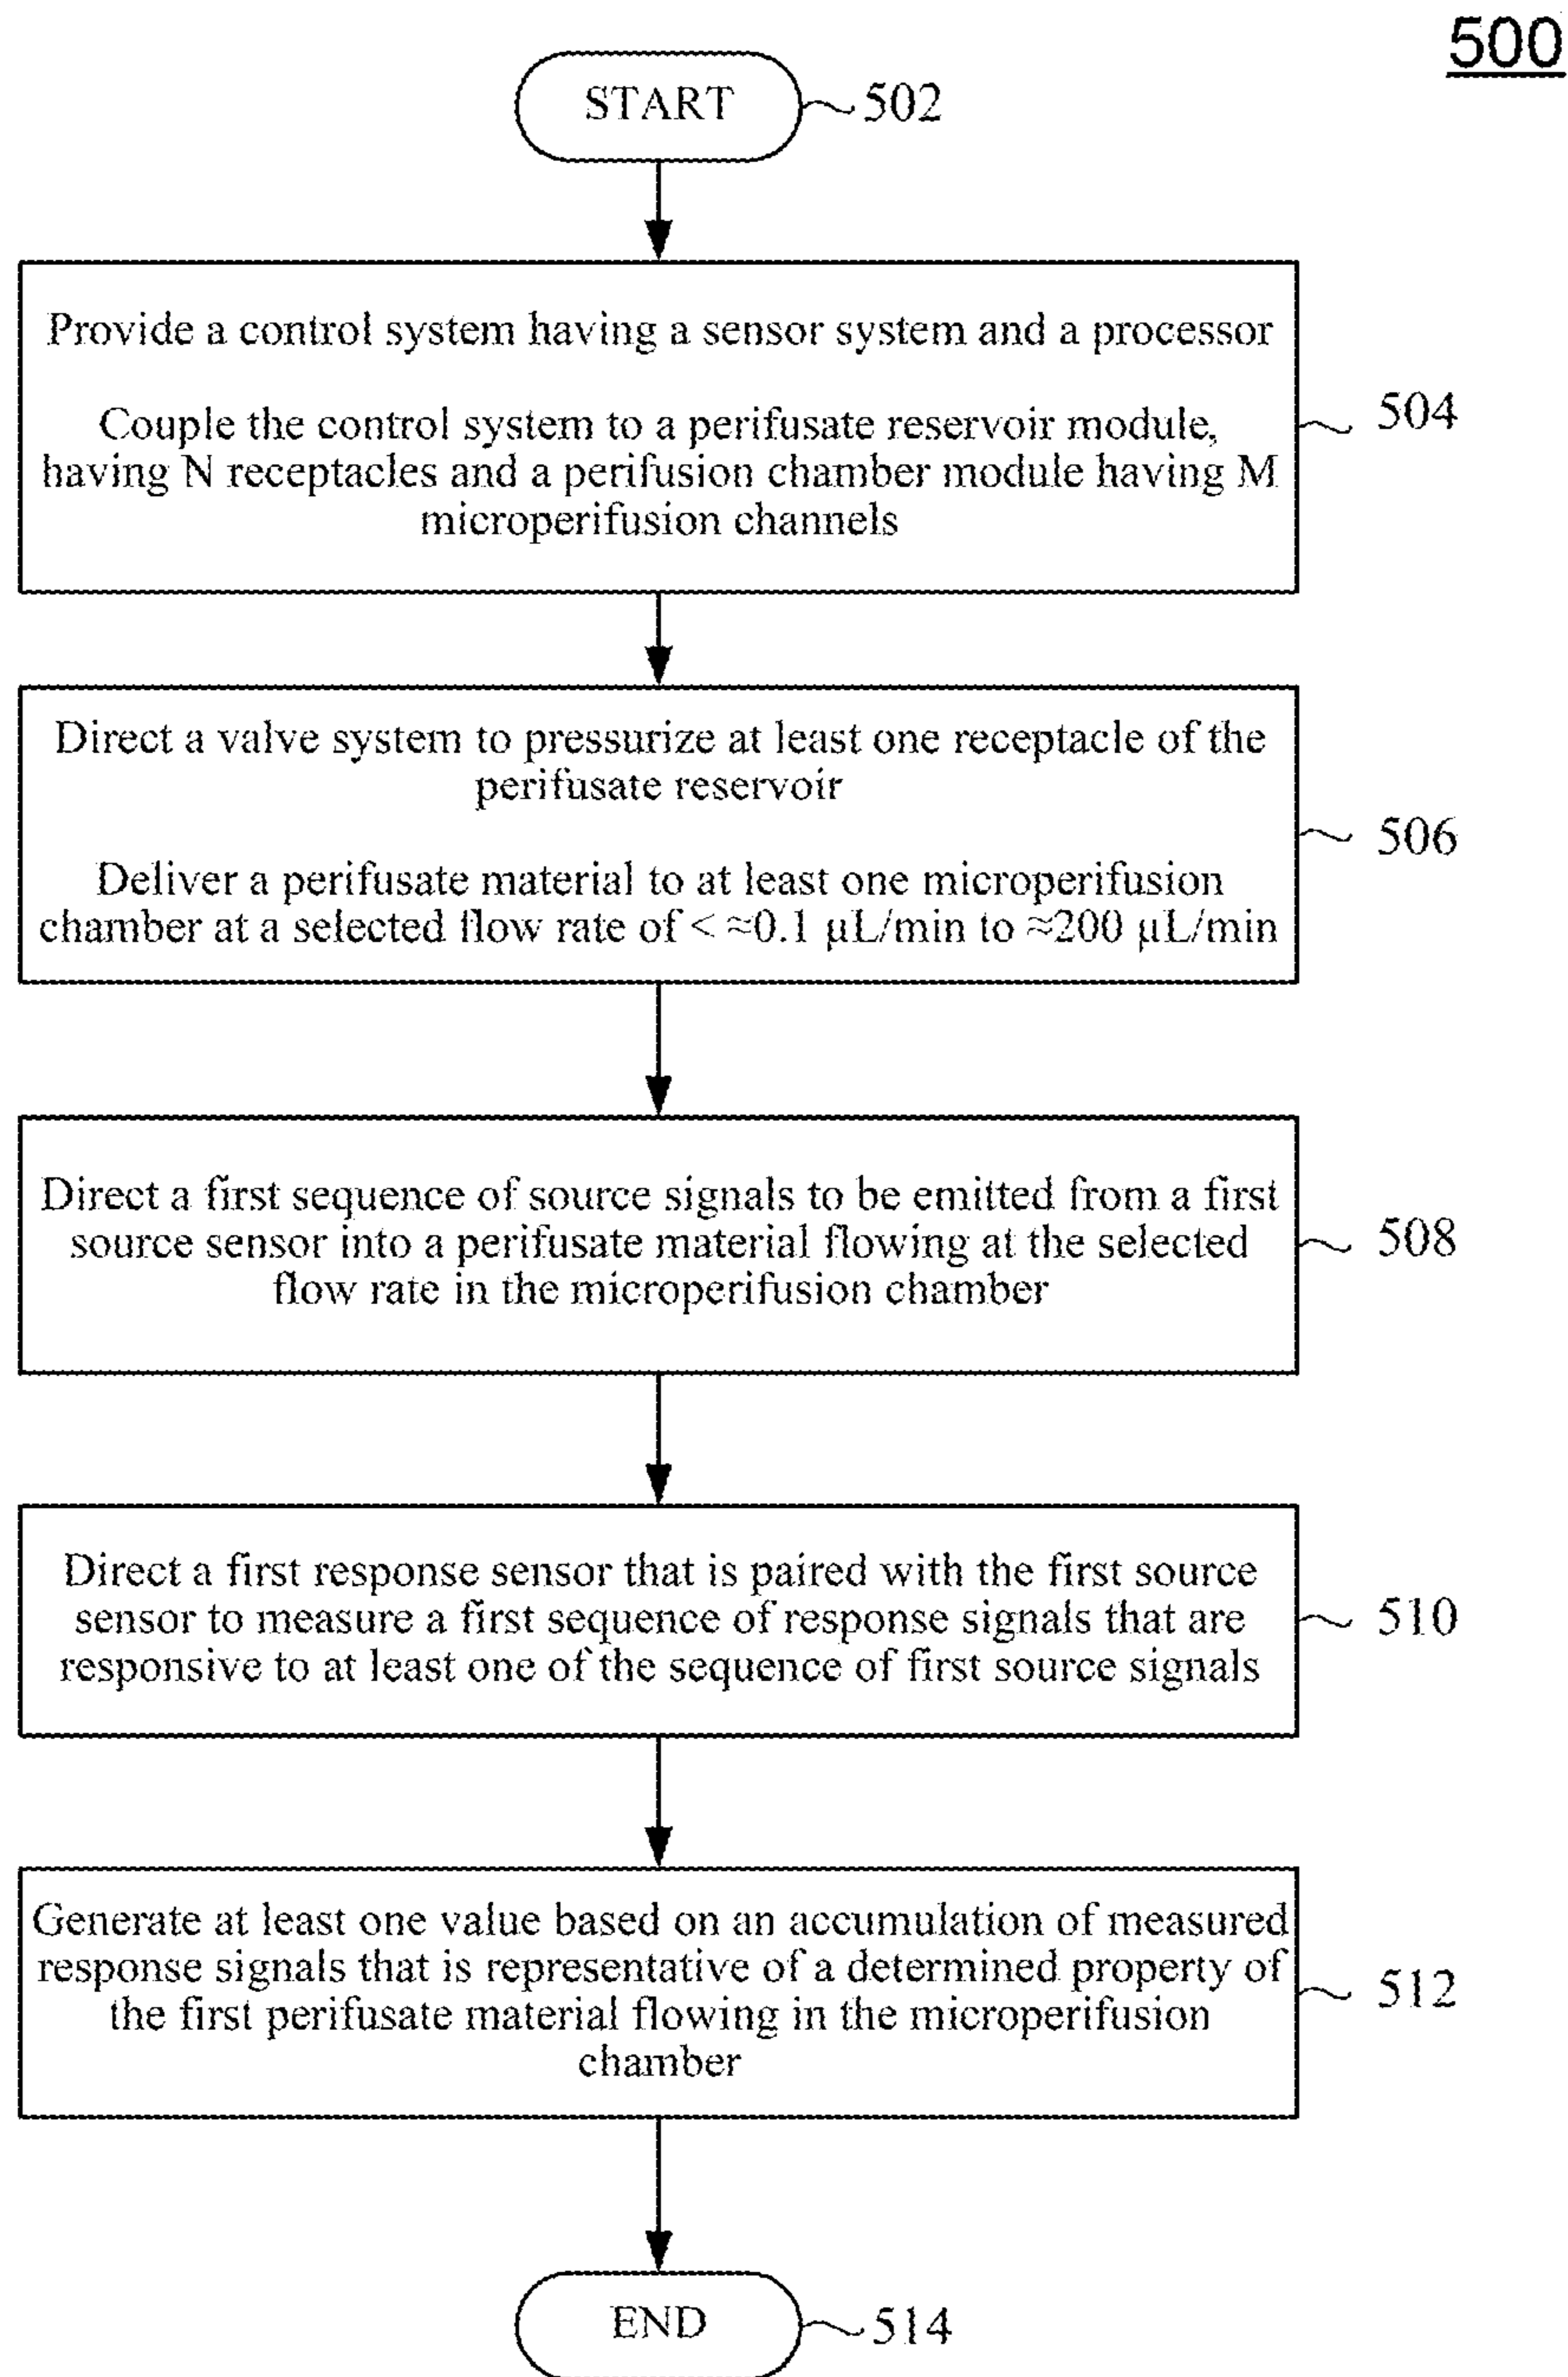 500
START
502
Provide a control system having a sensor system and a processor
Couple the control system to a perifusate reservoir module,
having N receptacles and a perifusion chamber module having M
microperifusion channels
504
Direct a valve system to pressurize at least one receptacle of the
perifusate reservoir
Deliver a perifusate material to at least one microperifusion
chamber at a selected flow rate of < ≈0.1 µL/min to ≈200 µL/min
506
Direct a first sequence of source signals to be emitted from a first
source sensor into a perifusate material flowing at the selected
flow rate in the microperifusion chamber
508
Direct a first response sensor that is paired with the first source
sensor to measure a first sequence of response signals that are
responsive to at least one of the sequence of first source signals
510
Generate at least one value based on an accumulation of measured
response signals that is representative of a determined property of
the first perifusate material flowing in the microperifusion
chamber
512
END
514